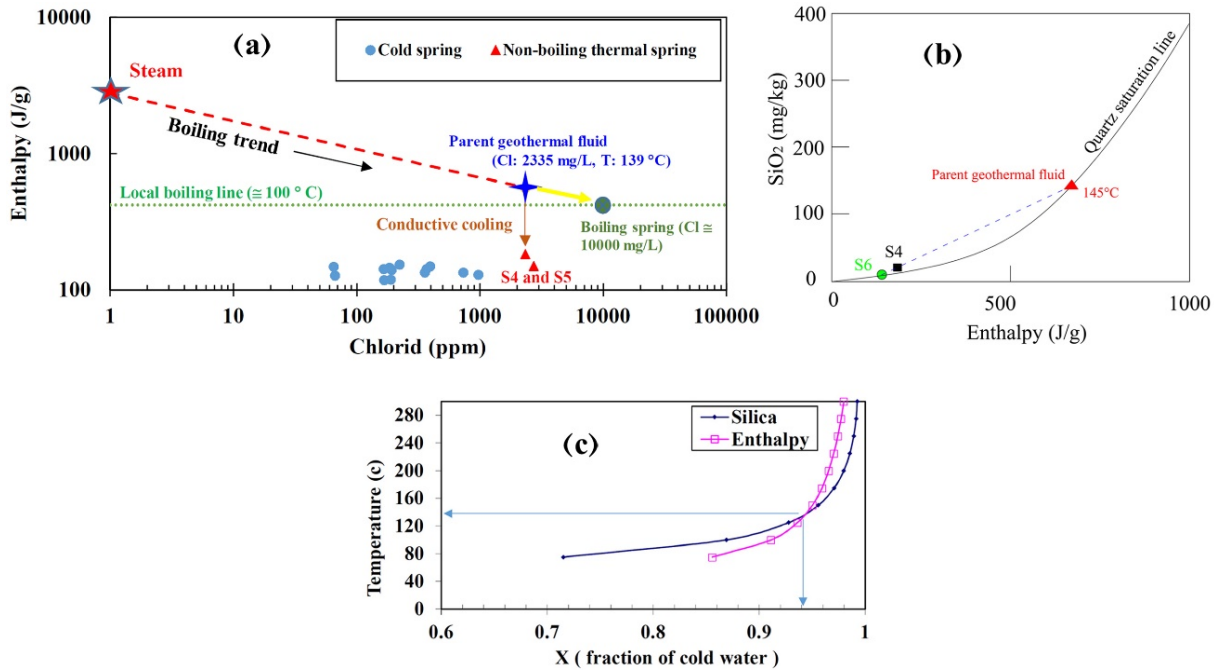 10000
1000
100
Enthalpy (J/g)
(a)
Cold spring
Non-boiling thermal spring
Steam
Boiling trend
Parent geothermal fluid
(Cl: 2335 mg/L, T: 139 °C)
Local boiling line (≅ 100 ° C)
Conductive cooling
Boiling spring (Cl ≅
10000 mg/L)
S4 and S5
1 10 100 1000 10000 100000
Chlorid (ppm)
(b)
400
300
200
100
0
SiO₂ (mg/kg)
Quartz saturation line
Parent geothermal fluid
145°C
S4
S6
0 500 1000
Enthalpy (J/g)
(c)
Silica
Enthalpy
280
240
200
160
120
80
40
0
Temperature (c)
0.6 0.7 0.8 0.9 1
X ( fraction of cold water )